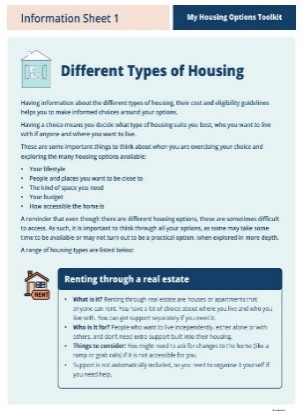 Information Sheet 1
My Housing Options Toolkit
Different Types of Housing
Having information about the different types of housing, their cost and eligibility guidelines
helps you to make informed choices around your options.
Having a choice means you decide what type of housing suits you best, who you want to live
with if anyone and where you want to live.
These are some important things to think about when you are exercising your choice and
exploring the many housing options available:
• Your lifestyle
• People and places you want to be close to
• The kind of space you need
• Your budget
• How accessible the home is
A reminder that even though there are different housing options, these are sometimes difficult
to access. As such, it is important to think through all your options, as some may take some
time to be available or may not turn out to be a practical option, when explored in more depth.
A range of housing types are listed below:
RENT
Renting through a real estate
• What is it? Renting through real estate are houses or apartments that
anyone can rent. You have a lot of choice about where you live and who you
live with. You can get support separately if you need it.
• Who is it for? People who want to live independently, either alone or with
others, and don't need extra support built into their housing.
• Things to consider: You might need to ask for changes to the home (like a
ramp or grab rails) if it is not accessible for you.
• Support is not automatically included, so you need to organise it yourself if
you need help.